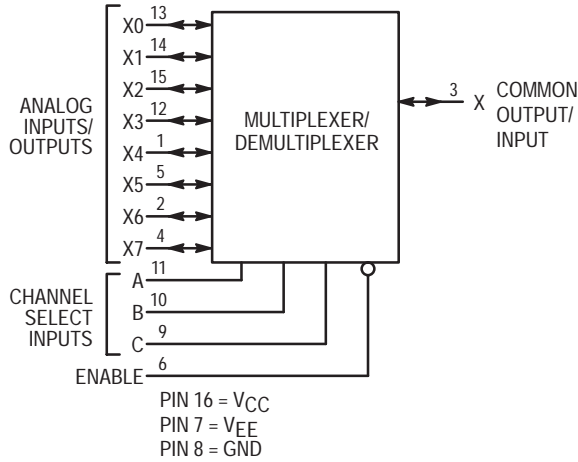 X0 13
X1 14
X2 15
X3 12
X4 1
X5 5
X6 2
X7 4
ANALOG
INPUTS/
OUTPUTS
MULTIPLEXER/
DEMULTIPLEXER
3 X COMMON
OUTPUT/
INPUT
A 11
B 10
C 9
CHANNEL
SELECT
INPUTS
ENABLE 6
PIN 16 = VCC
PIN 7 = VEE
PIN 8 = GND